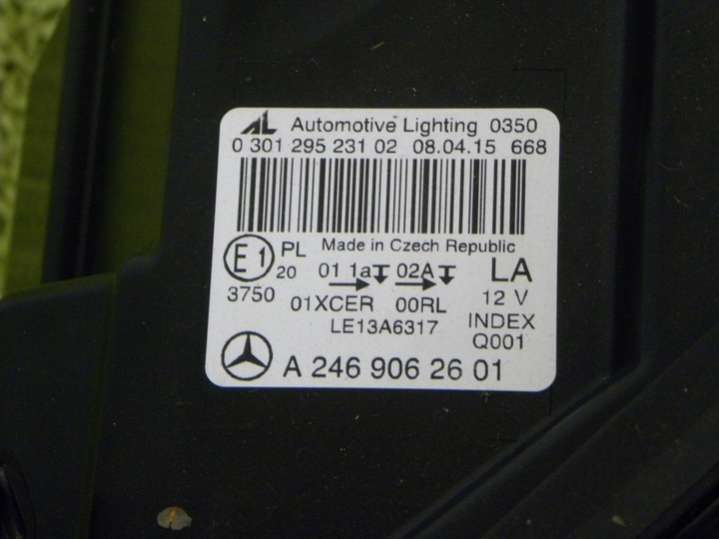 AL Automotive Lighting 0350
0 301 295 231 02 08.04.15 668
Made in Czech Republic
E1 PL 01 1a 02A LA
20
3750 01XCER 00RL 12 V
LE13A6317 INDEX
Q001
A 246 906 26 01